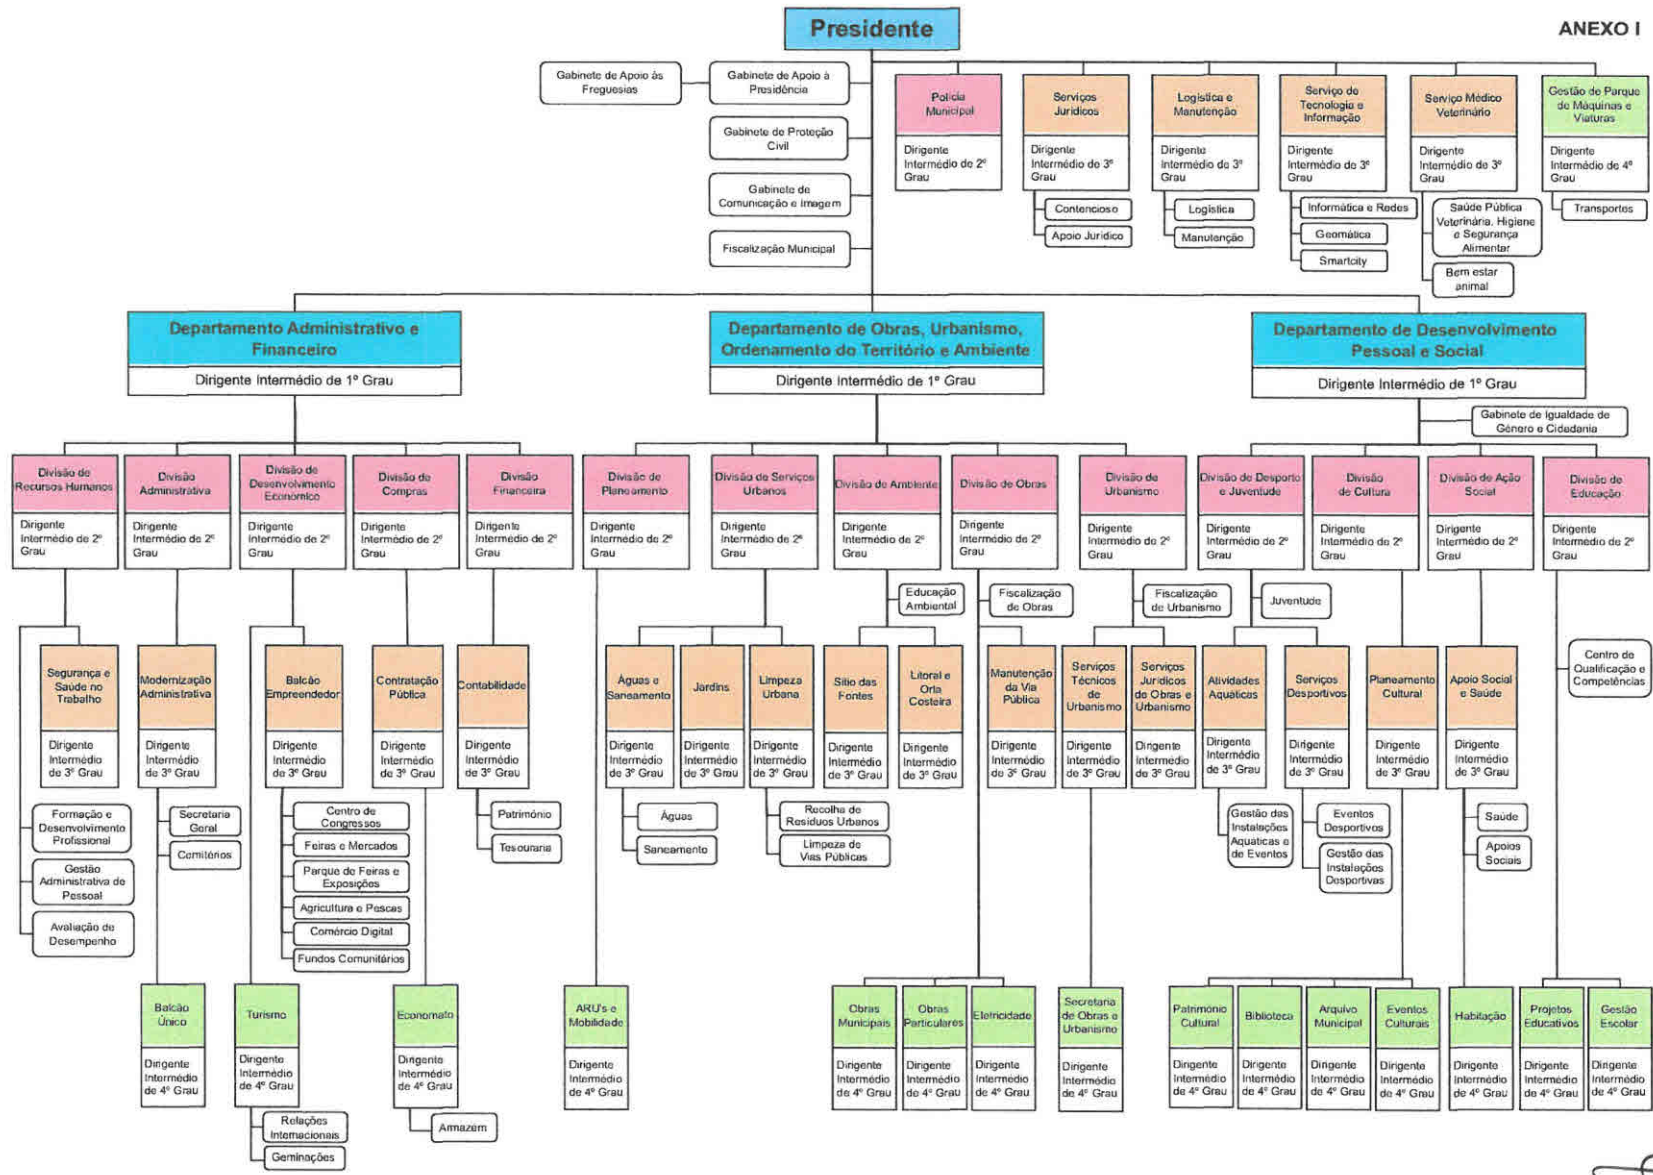 Presidente
ANEXO I
Gabinete de Apoio às
Freguesias
Gabinete de Apoio à
Presidência
Gabinete de Proteção
Civil
Gabinete de
Comunicação e Imagem
Fiscalização Municipal
Polícia
Municipal
Dirigente
Intermédio de 2º
Grau
Serviços
Jurídicos
Dirigente
Intermédio de 3º
Grau
Contencioso
Apoio Jurídico
Logística e
Manutenção
Dirigente
Intermédio de 3º
Grau
Logística
Manutenção
Serviço de
Tecnologia e
Informação
Dirigente
Intermédio de 3º
Grau
Informática e Redes
Geomática
Smartcity
Serviço Médico
Veterinário
Dirigente
Intermédio de 3º
Grau
Saúde Pública
Veterinária, Higiene
e Segurança
Alimentar
Bem estar
animal
Gestão de Parque
de Máquinas e
Viaturas
Dirigente
Intermédio de 4º
Grau
Transportes
Departamento Administrativo e
Financeiro
Dirigente Intermédio de 1º Grau
Departamento de Obras, Urbanismo,
Ordenamento do Território e Ambiente
Dirigente Intermédio de 1º Grau
Departamento de Desenvolvimento
Pessoal e Social
Dirigente Intermédio de 1º Grau
Gabinete de Igualdade de
Género e Cidadania
Divisão de
Recursos Humanos
Dirigente
Intermédio de 2º
Grau
Divisão
Administrativa
Dirigente
Intermédio de 2º
Grau
Divisão de
Desenvolvimento
Económico
Dirigente
Intermédio de 2º
Grau
Divisão de
Compras
Dirigente
Intermédio de 2º
Grau
Divisão
Financeira
Dirigente
Intermédio de 2º
Grau
Divisão de
Planeamento
Dirigente
Intermédio de 2º
Grau
Divisão de Serviços
Urbanos
Dirigente
Intermédio de 2º
Grau
Divisão de Ambiente
Dirigente
Intermédio de 2º
Grau
Divisão de Obras
Dirigente
Intermédio de 2º
Grau
Divisão de
Urbanismo
Dirigente
Intermédio de 2º
Grau
Divisão de Desporto
e Juventude
Dirigente
Intermédio de 2º
Grau
Divisão
de Cultura
Dirigente
Intermédio de 2º
Grau
Divisão de Ação
Social
Dirigente
Intermédio de 2º
Grau
Divisão de
Educação
Dirigente
Intermédio de 2º
Grau
Educação
Ambiental
Fiscalização
de Obras
Fiscalização
de Urbanismo
Juventude
Centro de
Qualificação e
Competências
Segurança e
Saúde no
Trabalho
Dirigente
Intermédio
de 3º Grau
Modernização
Administrativa
Dirigente
Intermédio
de 3º Grau
Balcão
Empreendedor
Dirigente
Intermédio
de 3º Grau
Contratação
Pública
Dirigente
Intermédio
de 3º Grau
Contabilidade
Dirigente
Intermédio
de 3º Grau
Águas e
Saneamento
Dirigente
Intermédio
de 3º Grau
Jardins
Dirigente
Intermédio
de 3º Grau
Limpeza
Urbana
Dirigente
Intermédio
de 3º Grau
Sítio das
Fontes
Dirigente
Intermédio
de 3º Grau
Litoral e
Orla
Costeira
Dirigente
Intermédio
de 3º Grau
Manutenção
da Via
Pública
Dirigente
Intermédio
de 3º Grau
Serviços
Técnicos
de
Urbanismo
Dirigente
Intermédio
de 3º Grau
Serviços
Jurídicos
de Obras e
Urbanismo
Dirigente
Intermédio
de 3º Grau
Atividades
Aquáticas
Dirigente
Intermédio
de 3º Grau
Serviços
Desportivos
Dirigente
Intermédio
de 3º Grau
Planeamento
Cultural
Dirigente
Intermédio
de 3º Grau
Apoio Social
e Saúde
Dirigente
Intermédio
de 3º Grau
Formação e
Desenvolvimento
Profissional
Gestão
Administrativa de
Pessoal
Avaliação de
Desempenho
Secretaria
Geral
Cemitérios
Centro de
Congressos
Feiras e Mercados
Parque de Feiras e
Exposições
Agricultura e Pescas
Comércio Digital
Fundos Comunitários
Património
Tesouraria
Águas
Saneamento
Recolha de
Resíduos Urbanos
Limpeza de
Vias Públicas
Gestão das
Instalações
Aquáticas e
de Eventos
Eventos
Desportivos
Gestão das
Instalações
Desportivas
Saúde
Apoios
Sociais
Balcão
Único
Dirigente
Intermédio
de 4º Grau
Turismo
Dirigente
Intermédio
de 4º Grau
Relações
Internacionais
Geminações
Economato
Dirigente
Intermédio
de 4º Grau
Armazém
ARU's e
Mobilidade
Dirigente
Intermédio
de 4º Grau
Obras
Municipais
Dirigente
Intermédio
de 4º Grau
Obras
Particulares
Dirigente
Intermédio
de 4º Grau
Eletricidade
Dirigente
Intermédio
de 4º Grau
Secretaria
de Obras e
Urbanismo
Dirigente
Intermédio
de 4º Grau
Património
Cultural
Dirigente
Intermédio
de 4º Grau
Biblioteca
Dirigente
Intermédio
de 4º Grau
Arquivo
Municipal
Dirigente
Intermédio
de 4º Grau
Eventos
Culturais
Dirigente
Intermédio
de 4º Grau
Habitação
Dirigente
Intermédio
de 4º Grau
Projetos
Educativos
Dirigente
Intermédio
de 4º Grau
Gestão
Escolar
Dirigente
Intermédio
de 4º Grau